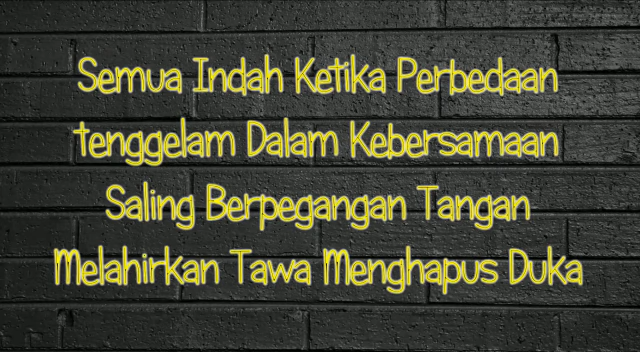 Semua Indah Ketika Perbedaan
tenggelam Dalam Kebersamaan
Saling Berpegangan Tangan
Melahirkan Tawa Menghapus Duka